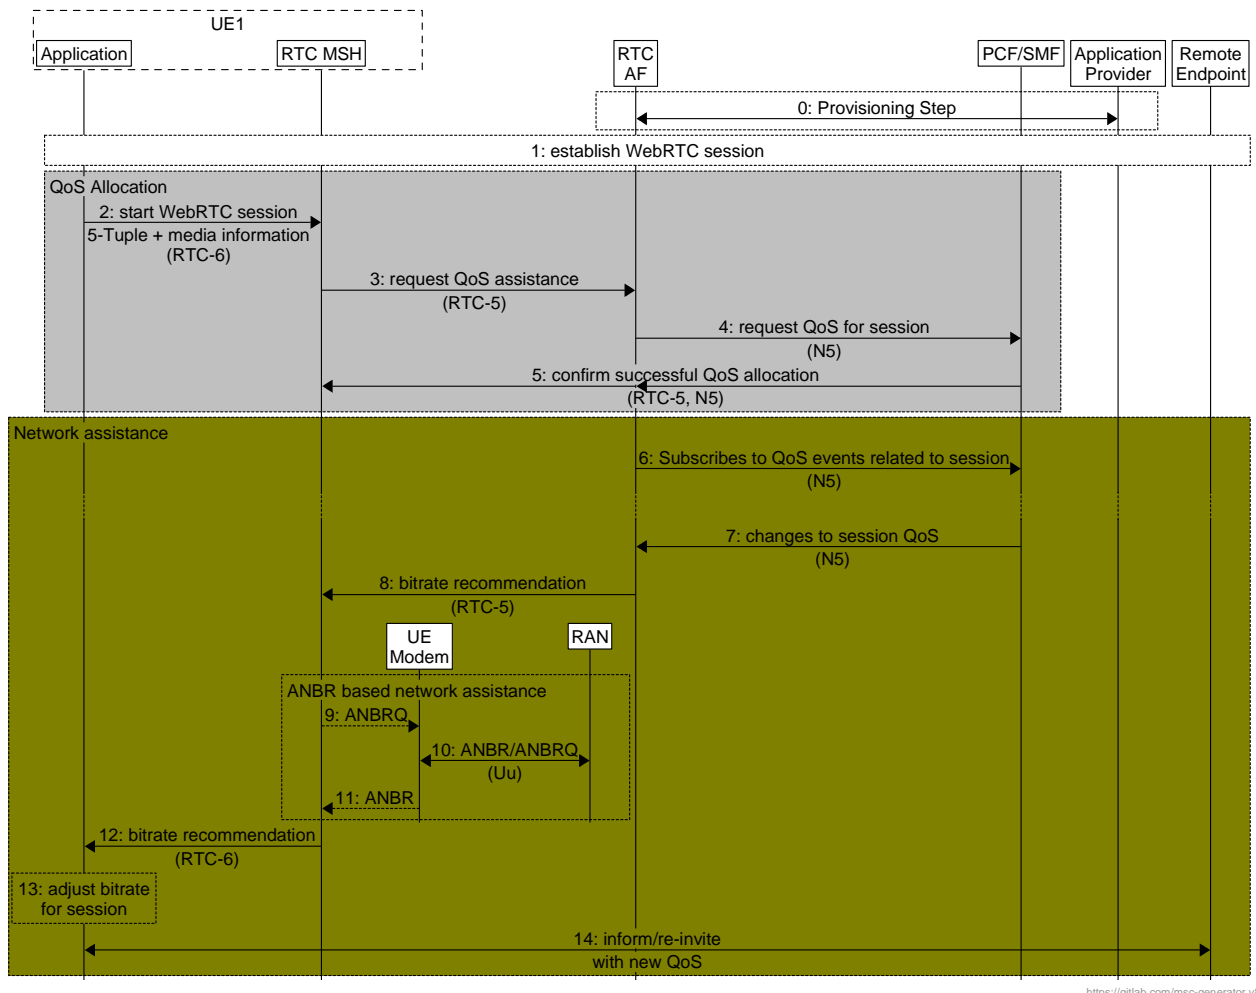 UE1
Application
RTC MSH
RTC
AF
PCF/SMF
Application
Provider
Remote
Endpoint
0: Provisioning Step
1: establish WebRTC session
QoS Allocation
2: start WebRTC session
5-Tuple + media information
(RTC-6)
3: request QoS assistance
(RTC-5)
4: request QoS for session
(N5)
5: confirm successful QoS allocation
(RTC-5, N5)
Network assistance
6: Subscribes to QoS events related to session
(N5)
7: changes to session QoS
(N5)
8: bitrate recommendation
(RTC-5)
UE
Modem
RAN
ANBR based network assistance
9: ANBRQ
10: ANBR/ANBRQ
(Uu)
11: ANBR
12: bitrate recommendation
(RTC-6)
13: adjust bitrate
for session
14: inform/re-invite
with new QoS